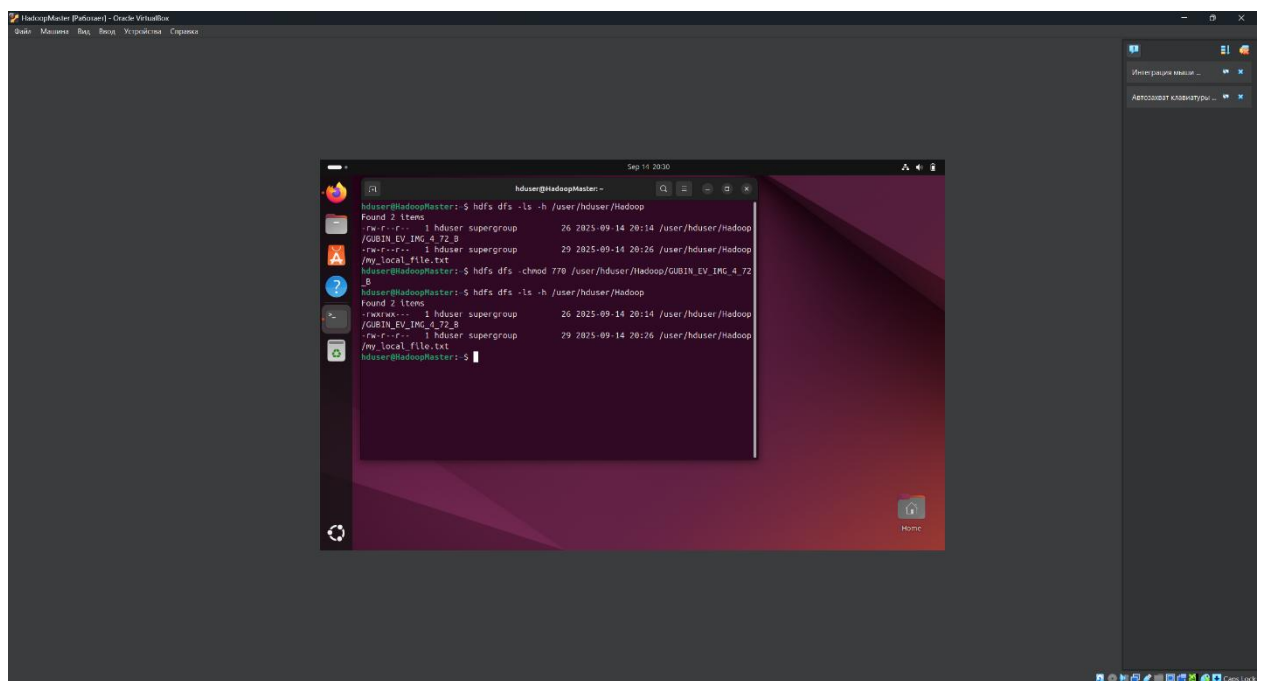 HadoopMaster [Работает] - Oracle VirtualBox
Файл Машина Вид Ввод Устройства Справка
Интеграция мыши ...
Автозахват клавиатуры ...
Sep 14 20:30
hduser@HadoopMaster: ~
hduser@HadoopMaster:~$ hdfs dfs -ls -h /user/hduser/Hadoop
Found 2 items
-rw-r--r-- 1 hduser supergroup 26 2025-09-14 20:14 /user/hduser/Hadoop
/GUBIN_EV_IMG_4_72_B
-rw-r--r-- 1 hduser supergroup 29 2025-09-14 20:26 /user/hduser/Hadoop
/my_local_file.txt
hduser@HadoopMaster:~$ hdfs dfs -chmod 770 /user/hduser/Hadoop/GUBIN_EV_IMG_4_72
_B
hduser@HadoopMaster:~$ hdfs dfs -ls -h /user/hduser/Hadoop
Found 2 items
-rwxrwx--- 1 hduser supergroup 26 2025-09-14 20:14 /user/hduser/Hadoop
/GUBIN_EV_IMG_4_72_B
-rw-r--r-- 1 hduser supergroup 29 2025-09-14 20:26 /user/hduser/Hadoop
/my_local_file.txt
hduser@HadoopMaster:~$
Home
Caps Lock